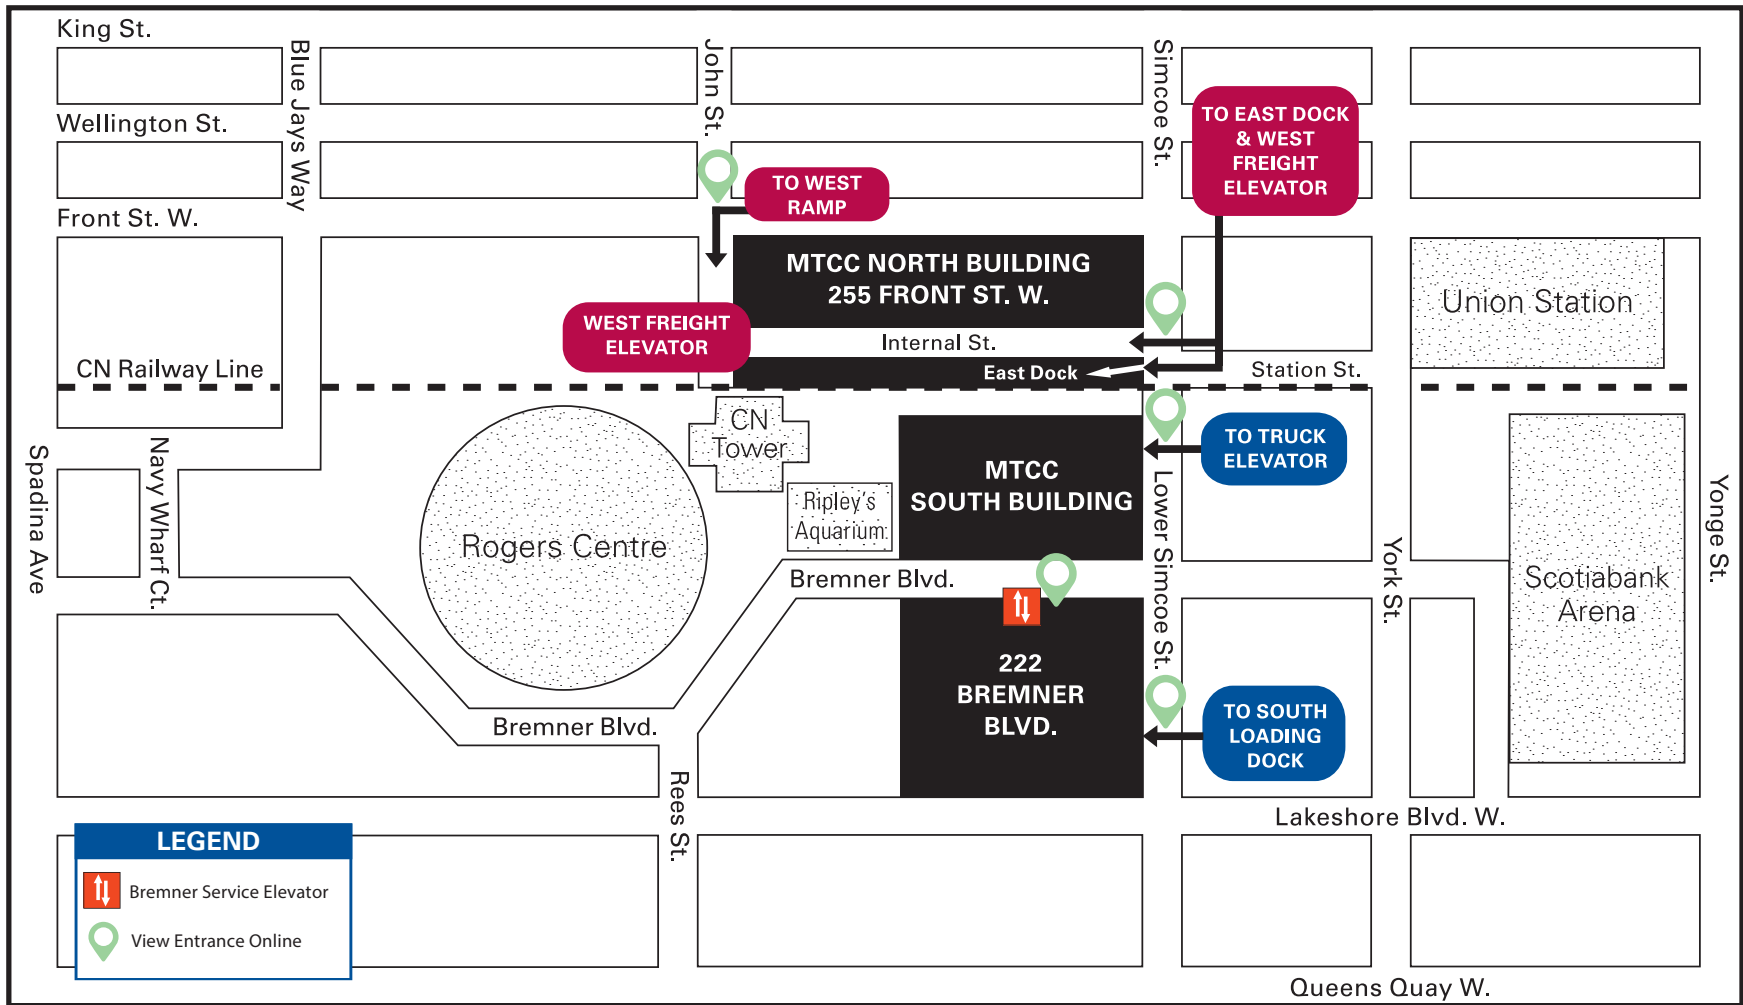 King St.
Blue Jays Way
John St.
Simcoe St.
Wellington St.
TO EAST DOCK
& WEST
FREIGHT
ELEVATOR
TO WEST
RAMP
Front St. W.
MTCC NORTH BUILDING
255 FRONT ST. W.
Union Station
WEST FREIGHT
ELEVATOR
Internal St.
CN Railway Line
East Dock
Station St.
CN
Tower
TO TRUCK
ELEVATOR
Spadina Ave
Navy Wharf Ct.
MTCC
SOUTH BUILDING
Ripley's
Aquarium
Rogers Centre
Lower Simcoe St.
York St.
Yonge St.
Scotiabank
Arena
Bremner Blvd.
222
BREMNER
BLVD.
Bremner Blvd.
TO SOUTH
LOADING
DOCK
Rees St.
Lakeshore Blvd. W.
LEGEND
Bremner Service Elevator
View Entrance Online
Queens Quay W.